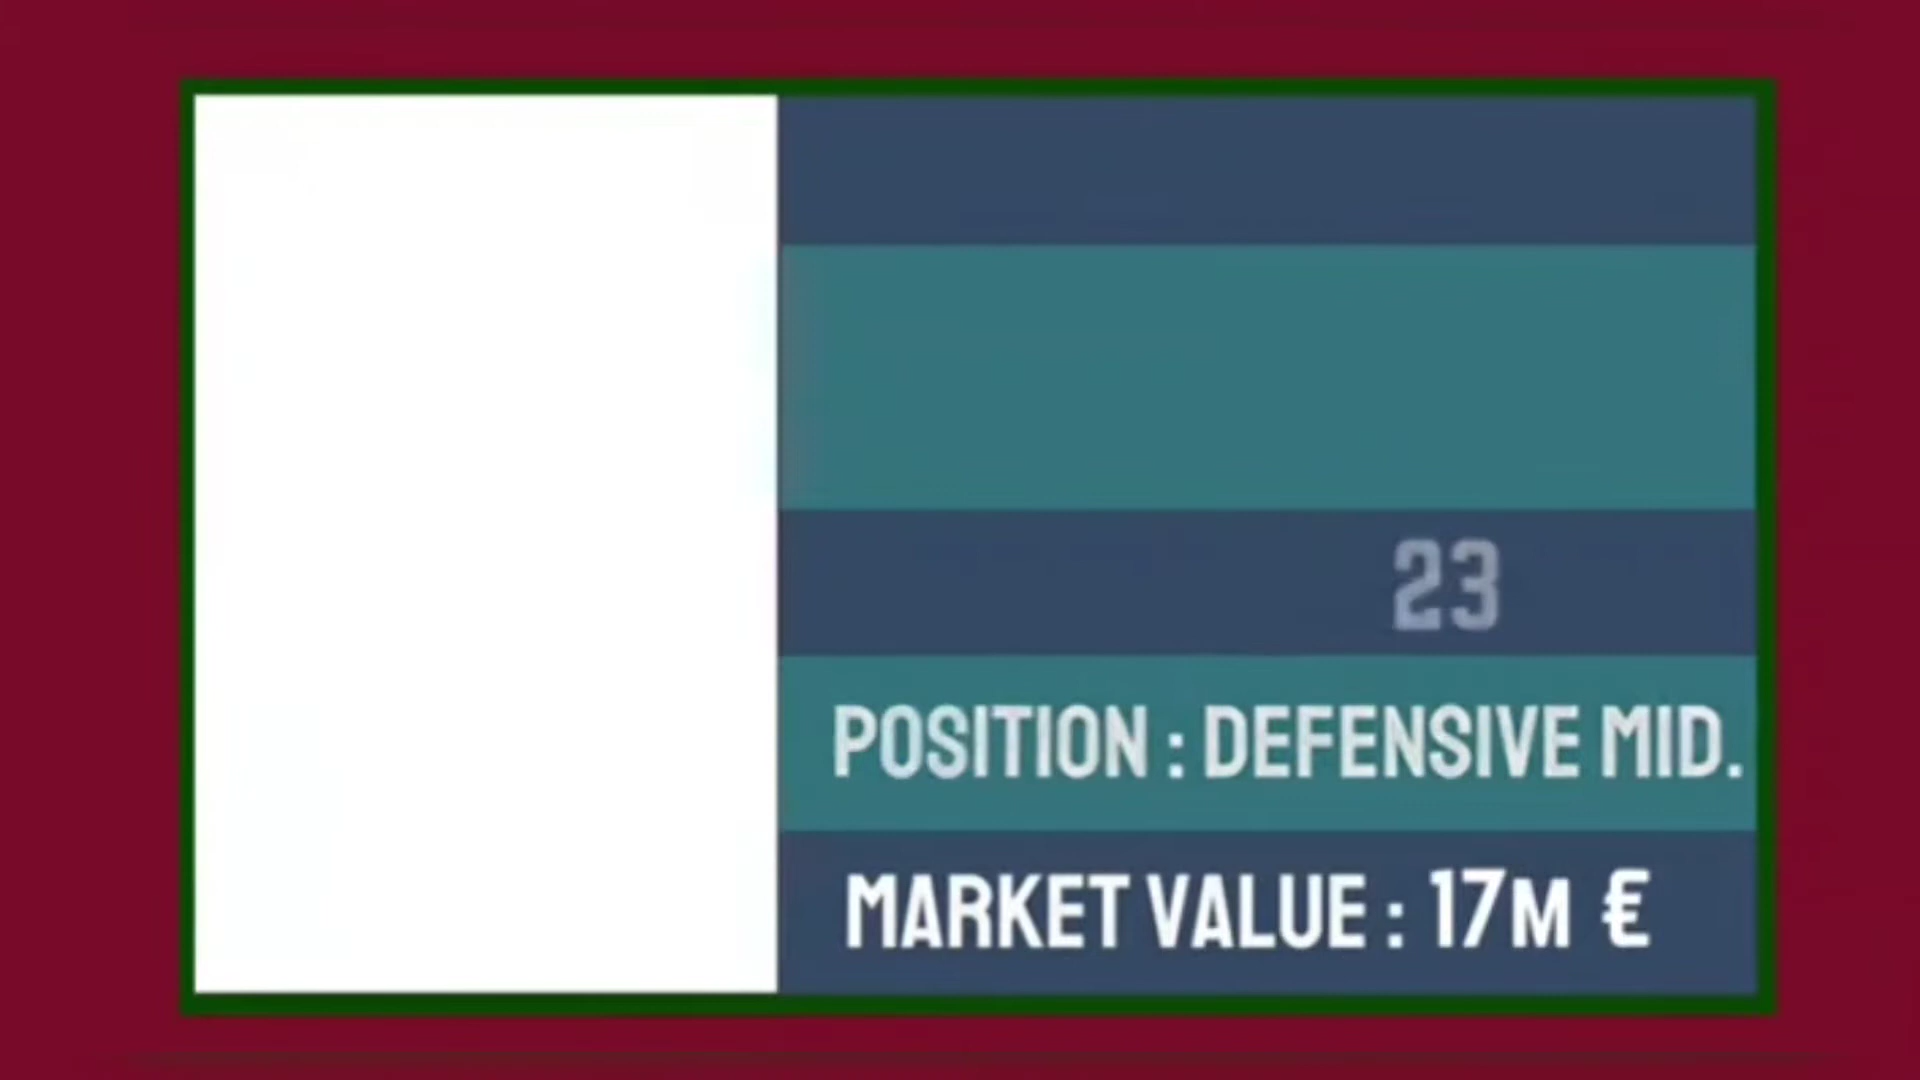 23
POSITION : DEFENSIVE MID.
MARKET VALUE : 17M €